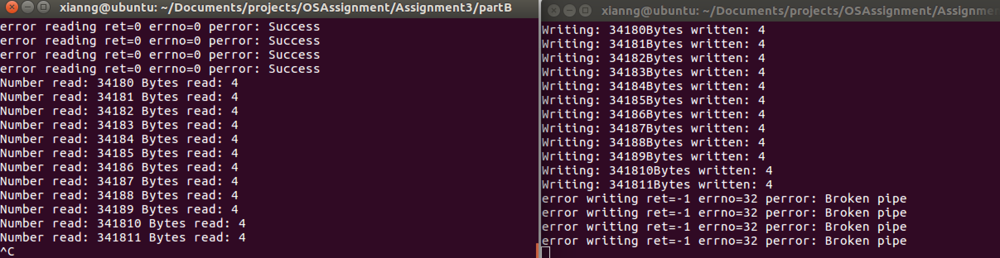 xianng@ubuntu: ~/Documents/projects/OSAssignment/Assignment3/partB
error reading ret=0 errno=0 perror: Success
error reading ret=0 errno=0 perror: Success
error reading ret=0 errno=0 perror: Success
error reading ret=0 errno=0 perror: Success
Number read: 34180 Bytes read: 4
Number read: 34181 Bytes read: 4
Number read: 34182 Bytes read: 4
Number read: 34183 Bytes read: 4
Number read: 34184 Bytes read: 4
Number read: 34185 Bytes read: 4
Number read: 34186 Bytes read: 4
Number read: 34187 Bytes read: 4
Number read: 34188 Bytes read: 4
Number read: 34189 Bytes read: 4
Number read: 341810 Bytes read: 4
Number read: 341811 Bytes read: 4
^C
xianng@ubuntu: ~/Documents/projects/OSAssignment/Assignme
Writing: 34180Bytes written: 4
Writing: 34181Bytes written: 4
Writing: 34182Bytes written: 4
Writing: 34183Bytes written: 4
Writing: 34184Bytes written: 4
Writing: 34185Bytes written: 4
Writing: 34186Bytes written: 4
Writing: 34187Bytes written: 4
Writing: 34188Bytes written: 4
Writing: 34189Bytes written: 4
Writing: 341810Bytes written: 4
Writing: 341811Bytes written: 4
error writing ret=-1 errno=32 perror: Broken pipe
error writing ret=-1 errno=32 perror: Broken pipe
error writing ret=-1 errno=32 perror: Broken pipe
error writing ret=-1 errno=32 perror: Broken pipe